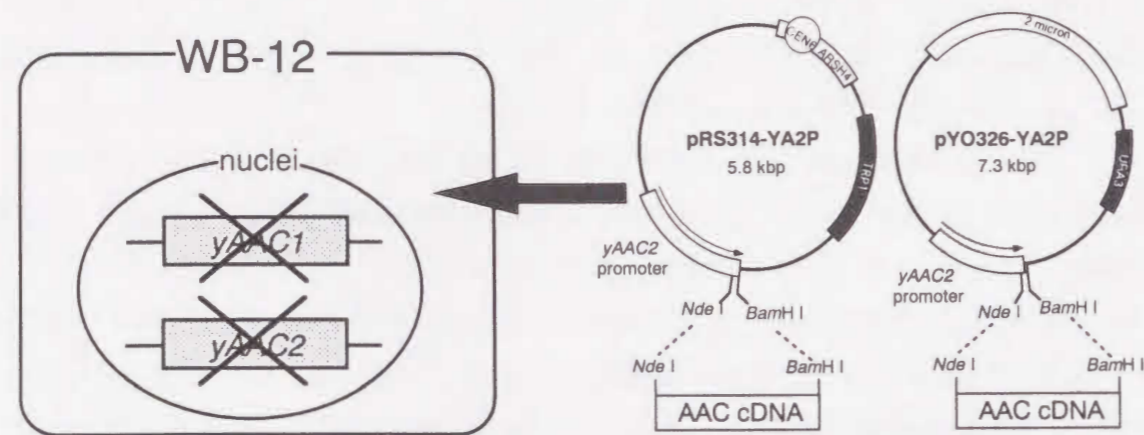 WB-12
nuclei
yAAC1
yAAC2
CEN6 ARSH4
pRS314-YA2P
5.8 kbp
TRP1
yAAC2
promoter
Nde I
BamH I
Nde I
BamH I
AAC cDNA
2 micron
pYO326-YA2P
7.3 kbp
URA3
yAAC2
promoter
Nde I
BamH I
Nde I
BamH I
AAC cDNA